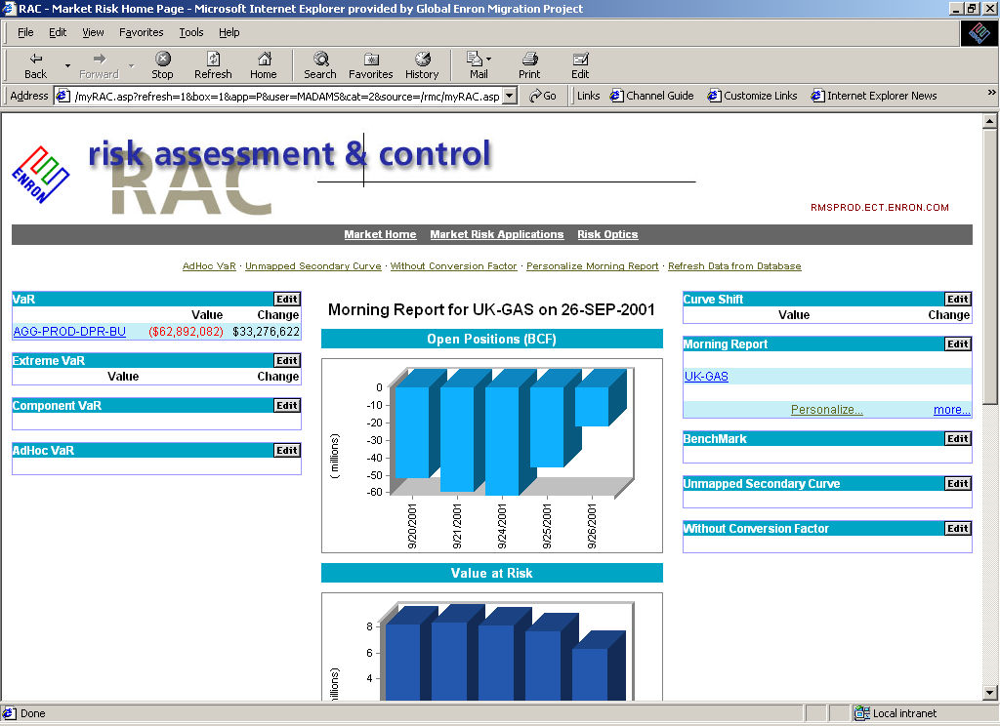 RAC - Market Risk Home Page - Microsoft Internet Explorer provided by Global Enron Migration Project
File Edit View Favorites Tools Help
Back Forward Stop Refresh Home Search Favorites History Mail Print Edit
Address /myRAC.asp?refresh=1&box=1&app=P&user=MADAMS&cat=2&source=/rmc/myRAC.asp Go Links Channel Guide Customize Links Internet Explorer News »
ENRON
risk assessment & control
RAC
RMSPROD.ECT.ENRON.COM
Market Home Market Risk Applications Risk Optics
AdHoc VaR · Unmapped Secondary Curve · Without Conversion Factor · Personalize Morning Report · Refresh Data from Database
VaR Edit
Value Change
AGG-PROD-DPR-BU ($62,892,082) $33,276,622
Extreme VaR Edit
Value Change
Component VaR Edit
AdHoc VaR Edit
Morning Report for UK-GAS on 26-SEP-2001
Open Positions (BCF)
0
-10
-20
-30
-40
-50
-60
( millions)
9/20/2001 9/21/2001 9/24/2001 9/25/2001 9/26/2001
Value at Risk
8
6
4
Curve Shift Edit
Value Change
Morning Report Edit
UK-GAS
Personalize... more...
BenchMark Edit
Unmapped Secondary Curve Edit
Without Conversion Factor Edit
Done Local intranet